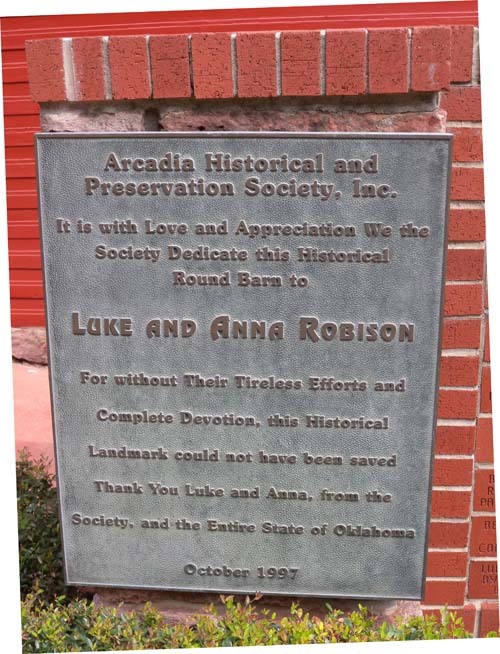 Arcadia Historical and
Preservation Society, Inc.
It is with Love and Appreciation We the
Society Dedicate this Historical
Round Barn to
LUKE AND ANNA ROBISON
For without Their Tireless Efforts and
Complete Devotion, this Historical
Landmark could not have been saved
Thank You Luke and Anna, from the
Society, and the Entire State of Oklahoma
October 1997